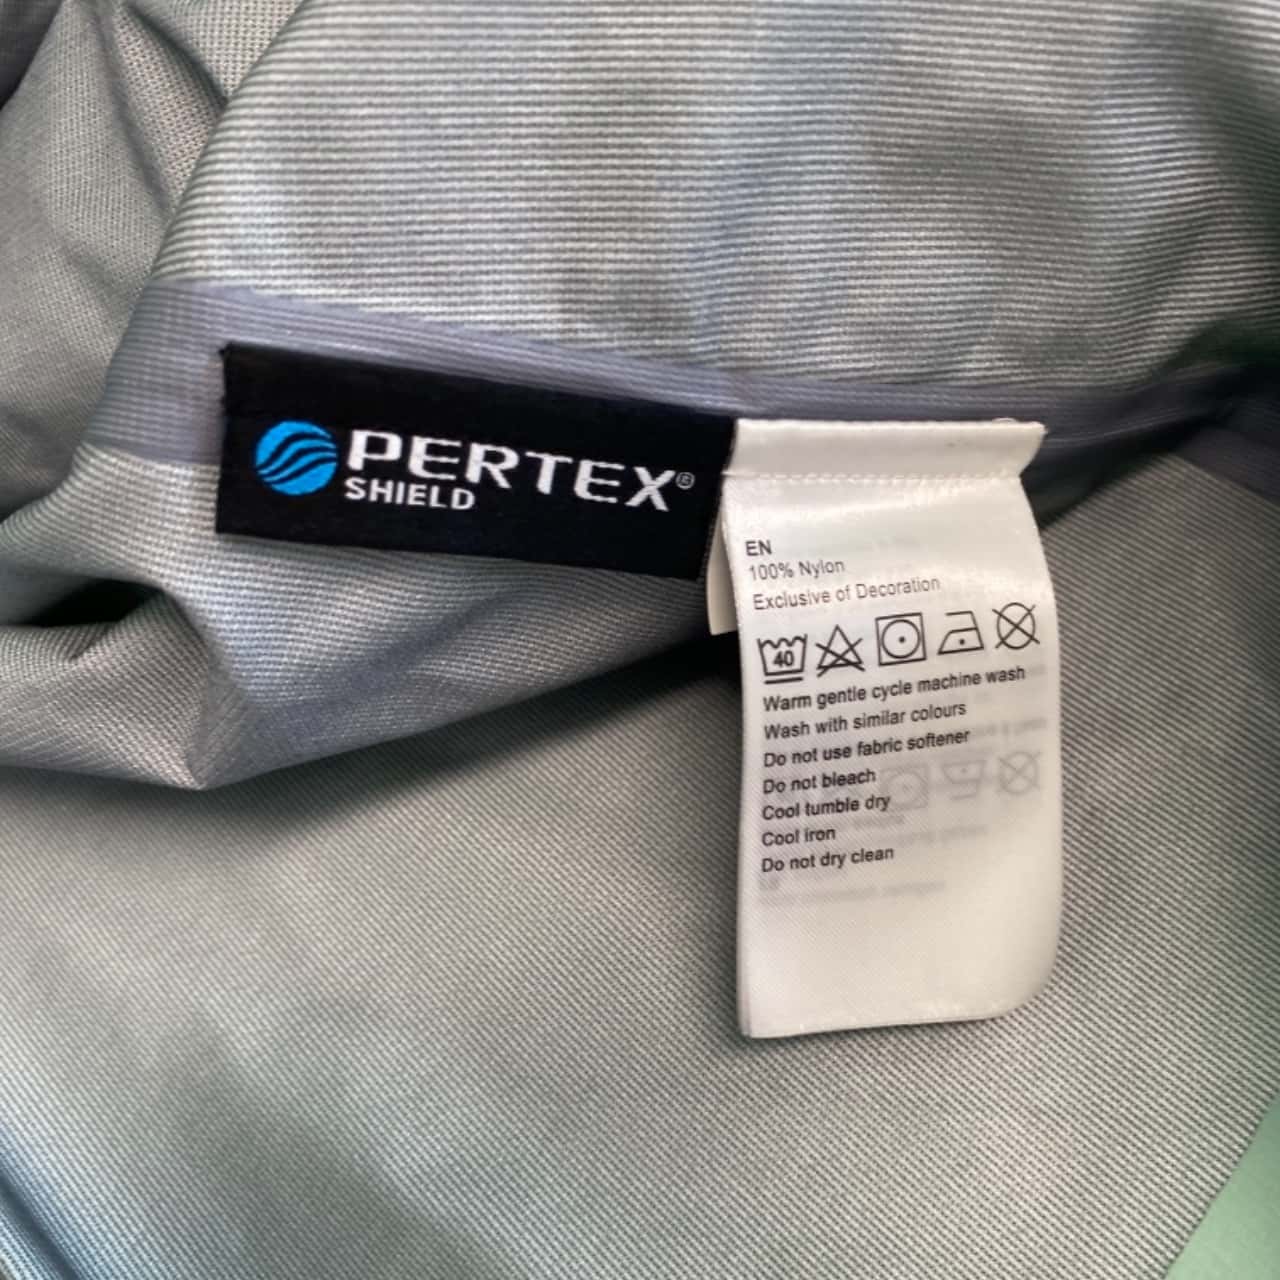 PERTEX®
SHIELD
EN
100% Nylon
Exclusive of Decoration
40
Warm gentle cycle machine wash
Wash with similar colours
Do not use fabric softener
Do not bleach
Cool tumble dry
Cool iron
Do not dry clean